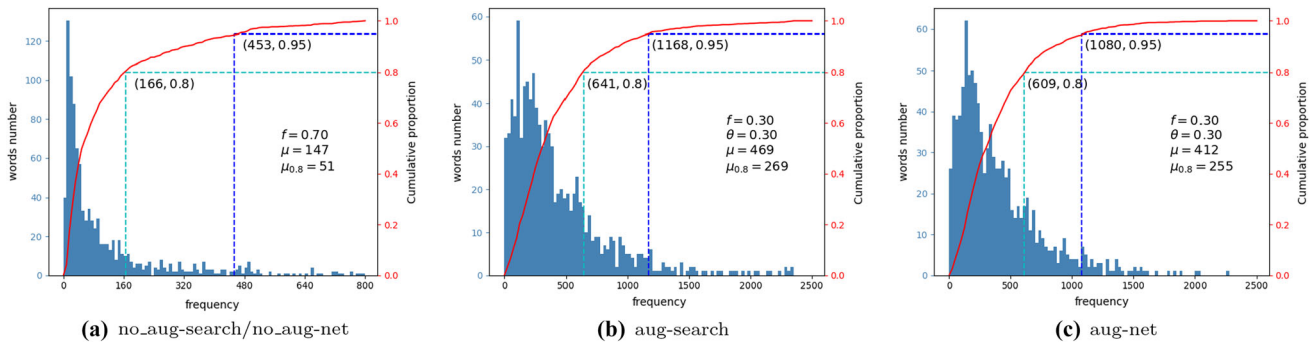 words number
120
100
80
60
40
20
0
0
160
320
480
640
800
frequency
1.0
0.8
0.6
0.4
0.2
0.0
Cumulative proportion
(453, 0.95)
(166, 0.8)
f = 0.70
μ = 147
μ0.8 = 51
(a) no_aug-search/no_aug-net
words number
60
50
40
30
20
10
0
0
500
1000
1500
2000
2500
frequency
1.0
0.8
0.6
0.4
0.2
0.0
Cumulative proportion
(1168, 0.95)
(641, 0.8)
f = 0.30
θ = 0.30
μ = 469
μ0.8 = 269
(b) aug-search
words number
60
50
40
30
20
10
0
0
500
1000
1500
2000
2500
frequency
1.0
0.8
0.6
0.4
0.2
0.0
Cumulative proportion
(1080, 0.95)
(609, 0.8)
f = 0.30
θ = 0.30
μ = 412
μ0.8 = 255
(c) aug-net